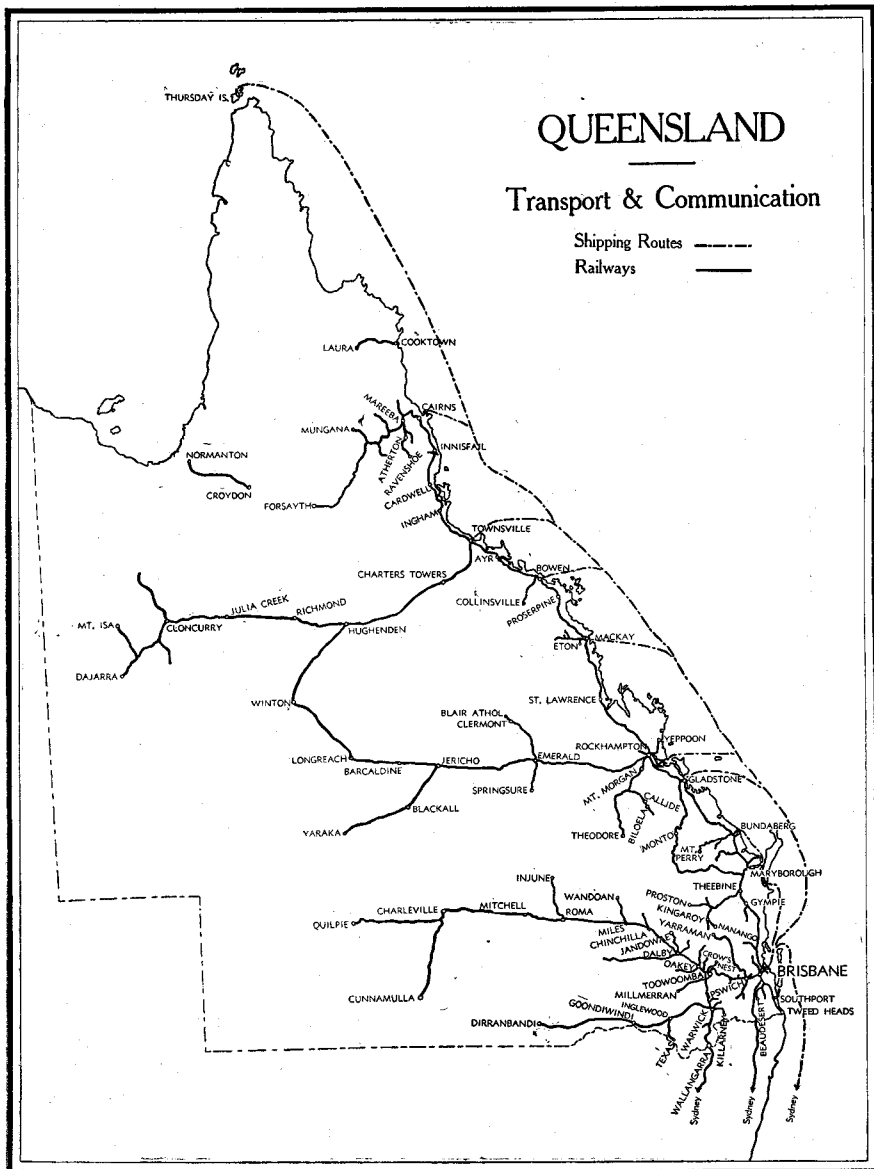 QUEENSLAND
Transport & Communication
Shipping Routes
Railways
THURSDAY IS.
LAURA
COOKTOWN
CAIRNS
MAREEBA
MUNGANA
ATHERTON
RAVENSHOE
INNISFAIL
NORMANTON
CROYDON
FORSAYTH
CARDWELL
INGHAM
TOWNSVILLE
AYR
BOWEN
CHARTERS TOWERS
COLLINSVILLE
PROSERPINE
JULIA CREEK
RICHMOND
MT. ISA
CLONCURRY
HUGHENDEN
ETON
MACKAY
DAJARRA
WINTON
ST. LAWRENCE
BLAIR ATHOL
CLERMONT
YEPPOON
ROCKHAMPTON
LONGREACH
BARCALDINE
JERICHO
EMERALD
GLADSTONE
SPRINGSURE
MT. MORGAN
CALLIDE
BLACKALL
BILOELA
YARAKA
THEODORE
MONTO
BUNDABERG
MT.
PERRY
MARYBOROUGH
INJUNE
THEEBINE
WANDOAN
PROSTON
GYMPIE
CHARLEVILLE
MITCHELL
KINGAROY
QUILPIE
ROMA
NANANGO
YARRAMAN
MILES
CHINCHILLA
JANDOWAE
DALBY
CROW'S
NEST
OAKEY
BRISBANE
TOOWOOMBA
IPSWICH
CUNNAMULLA
MILLMERRAN
SOUTHPORT
TWEED HEADS
GOONDIWINDI
INGLEWOOD
DIRRANBANDI
WARWICK
KILLARNEY
BEAUDESERT
TEXAS
WALLANGARRA
Sydney
Sydney
Sydney